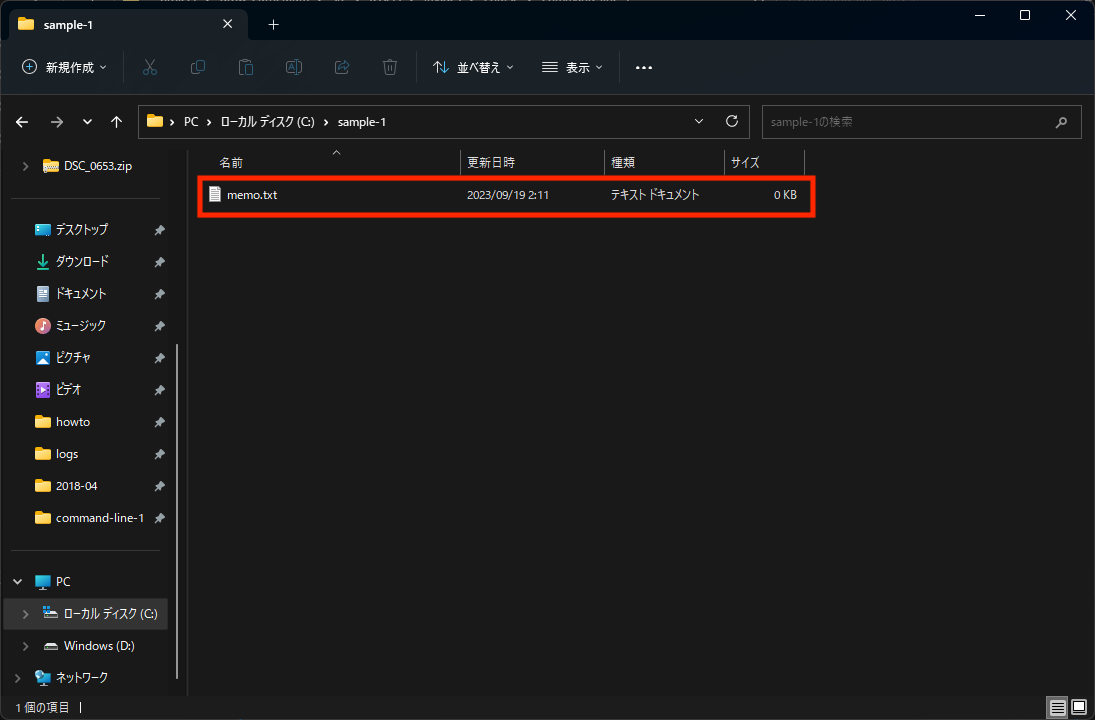 sample-1
新規作成
並べ替え
表示
PC
ローカル ディスク (C:)
sample-1
sample-1の検索
DSC_0653.zip
デスクトップ
ダウンロード
ドキュメント
ミュージック
ピクチャ
ビデオ
howto
logs
2018-04
command-line-1
PC
ローカル ディスク (C:)
Windows (D:)
ネットワーク
名前 更新日時 種類 サイズ
memo.txt 2023/09/19 2:11 テキスト ドキュメント 0 KB
1 個の項目